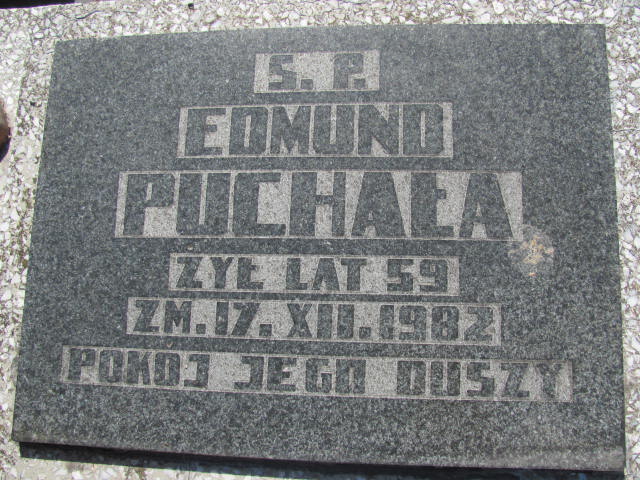 Ś. P.
EDMUND
PUCHAŁA
ŻYŁ LAT 59
ZM. 17. XII. 1982
POKÓJ JEGO DUSZY